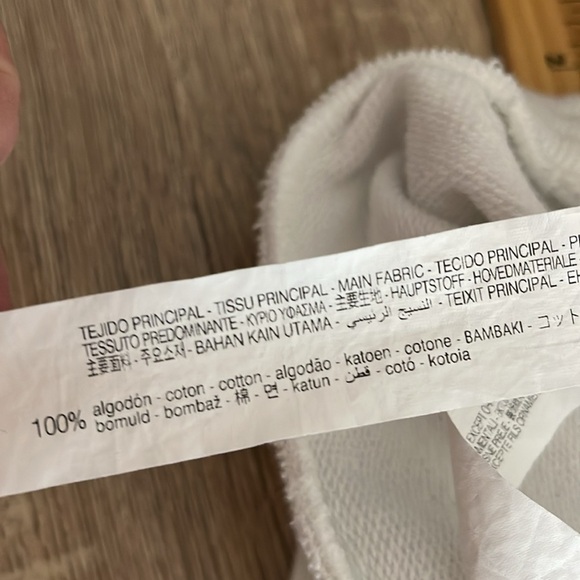 TEJIDO PRINCIPAL - TISSU PRINCIPAL - MAIN FABRIC - TECIDO PRINCIPAL -
TESSUTO PREDOMINANTE - ΚΥΡΙΟ ΥΦΑΣΜΑ - 主要生地 - HAUPTSTOFF - HOVEDMATERIALE
主要面料 - 주요소재 - BAHAN KAIN UTAMA - النسيج الرئيسي - TEIXIT PRINCIPAL -
100% algodón - coton - cotton - algodão - katoen - cotone - BAMBAKI - コット
bomuld - bombaž - 棉 - 면 - katun - قطن - cotó - kotoia
EXCEPT